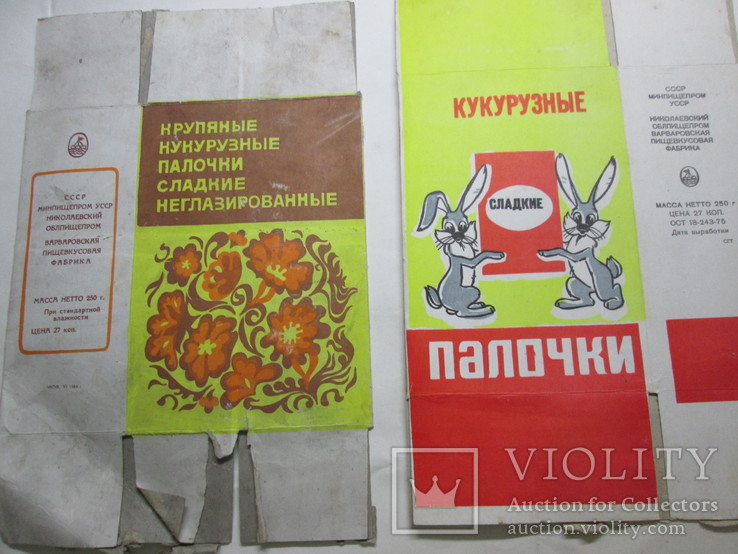 СССР
МИНПИЩЕПРОМ УССР
НИКОЛАЕВСКИЙ
ОБЛПИЩЕПРОМ
ВАРВАРОВСКАЯ
ПИЩЕВКУСОВАЯ
ФАБРИКА
МАССА НЕТТО 250 г.
При стандартной
влажности
ЦЕНА 27 коп.
КРУПЯНЫЕ
КУКУРУЗНЫЕ
ПАЛОЧКИ
СЛАДКИЕ
НЕГЛАЗИРОВАННЫЕ
КУКУРУЗНЫЕ
СЛАДКИЕ
ПАЛОЧКИ
СССР
МИНПИЩЕПРОМ
УССР
НИКОЛАЕВСКИЙ
ОБЛПИЩЕПРОМ
ВАРВАРОВСКАЯ
ПИЩЕВКУСОВАЯ
ФАБРИКА
МАССА НЕТТО 250 г
ЦЕНА 27 КОП.
ОСТ 18-243-75
Дата выработки
VIOLITY
Auction for Collectors
auction.violity.com